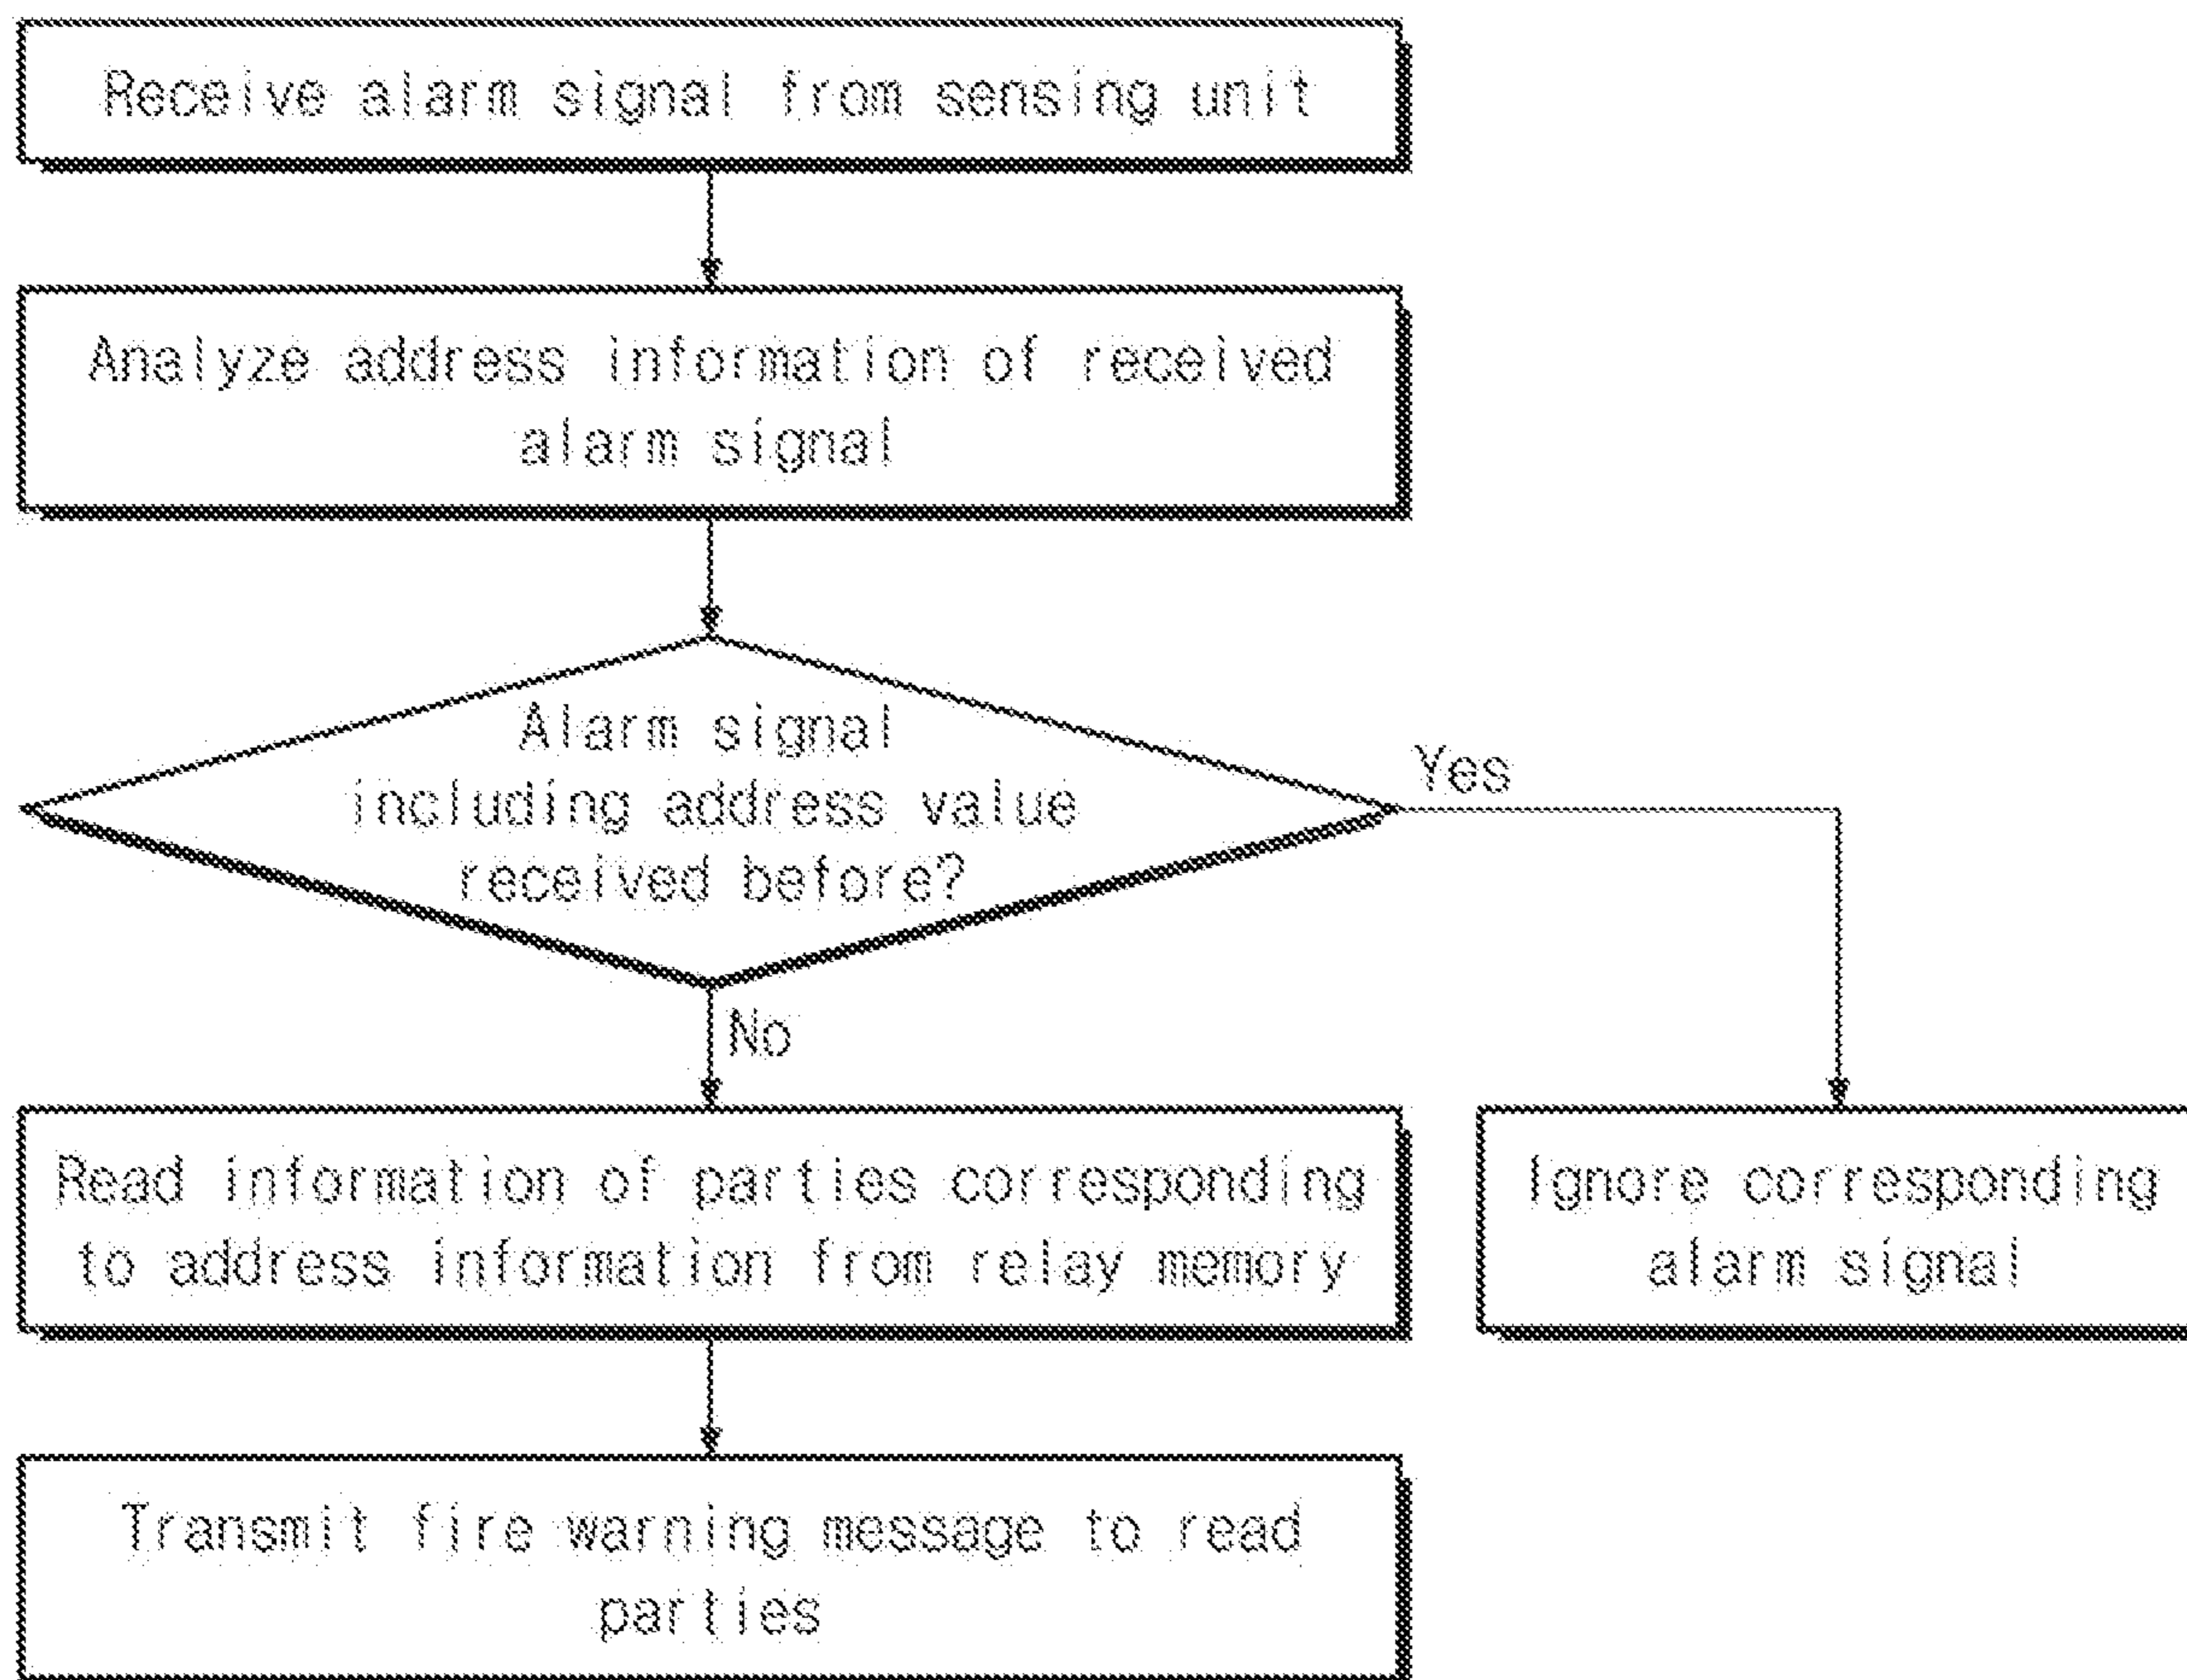 Receive alarm signal from sensing unit
Analyze address information of received
alarm signal
Alarm signal
including address value
received before?
Yes
No
Read information of parties corresponding
to address information from relay memory
Ignore corresponding
alarm signal
Transmit fire warning message to read
parties